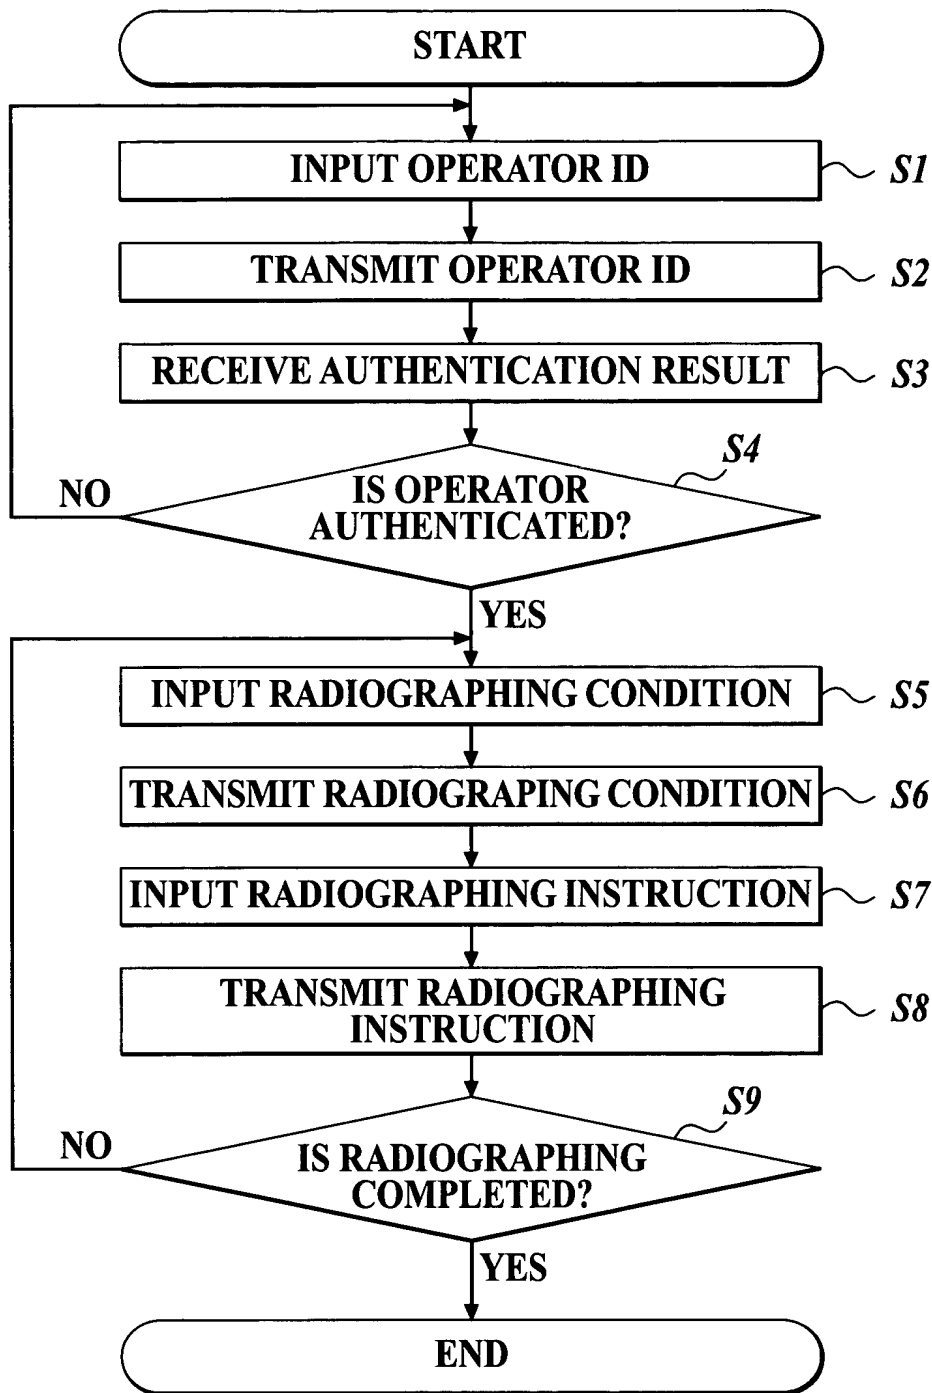 START
INPUT OPERATOR ID
S1
TRANSMIT OPERATOR ID
S2
RECEIVE AUTHENTICATION RESULT
S3
S4
IS OPERATOR
AUTHENTICATED?
NO
YES
INPUT RADIOGRAPHING CONDITION
S5
TRANSMIT RADIOGRAPING CONDITION
S6
INPUT RADIOGRAPHING INSTRUCTION
S7
TRANSMIT RADIOGRAPHING
INSTRUCTION
S8
S9
IS RADIOGRAPHING
COMPLETED?
NO
YES
END